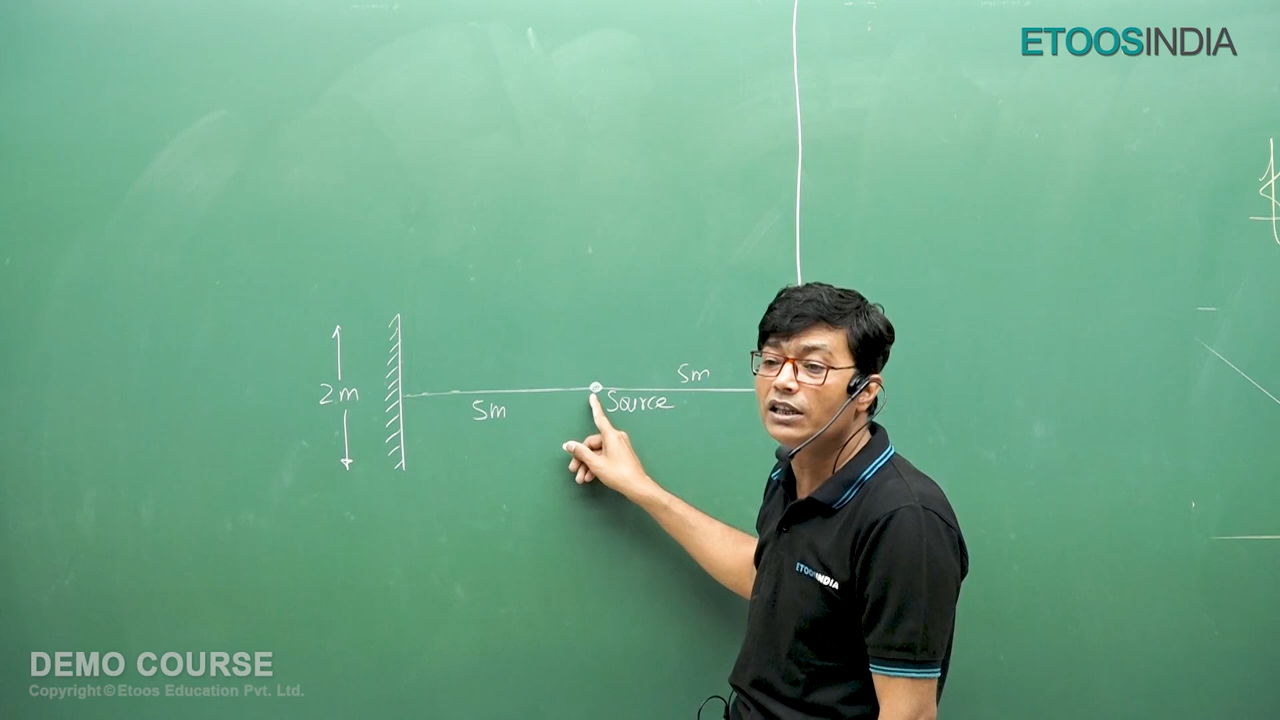 ETOOSINDIA
5m
2m
Source
5m
ETOOSINDIA
DEMO COURSE
Copyright © Etoos Education Pvt. Ltd.